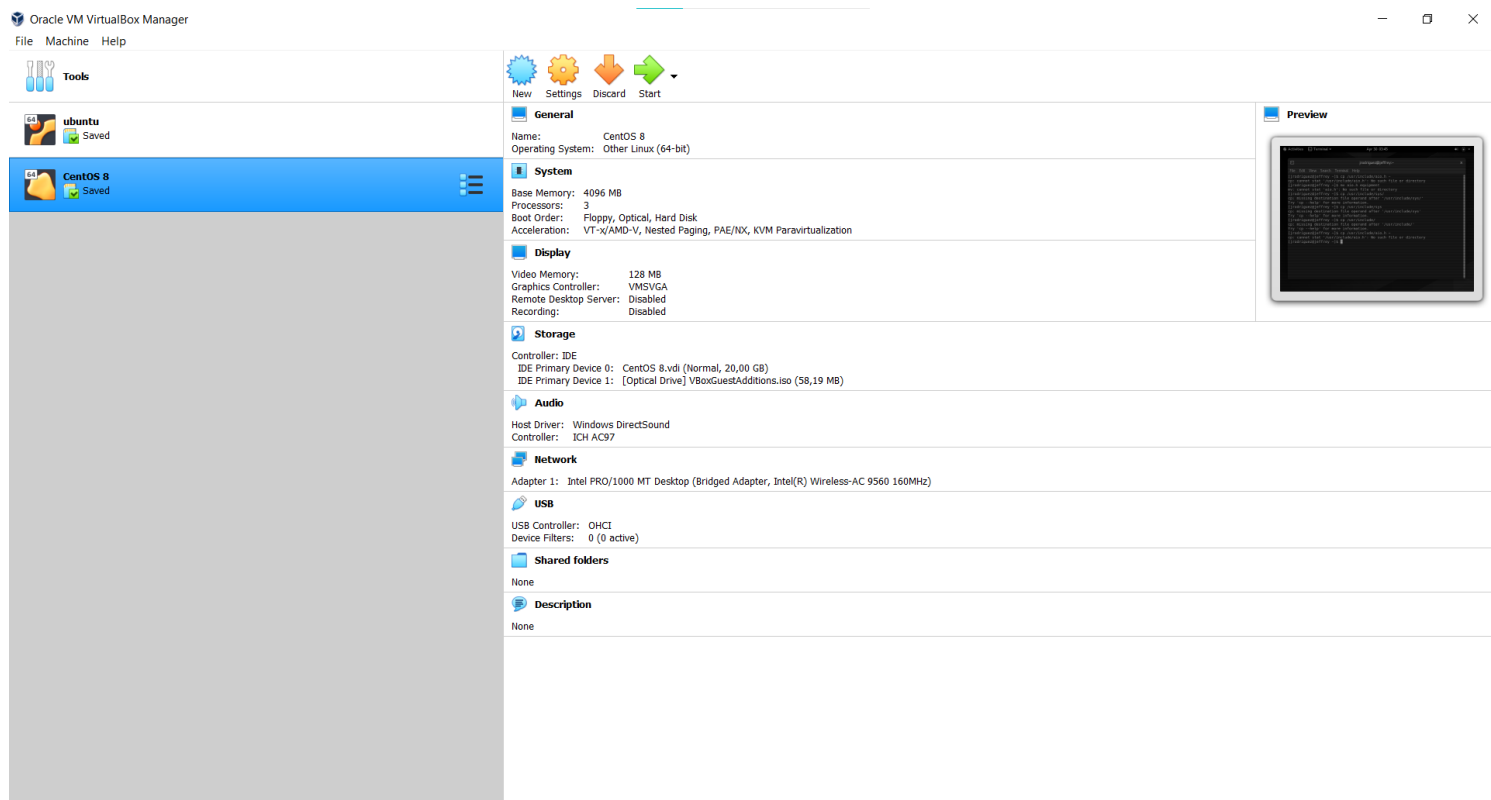 Oracle VM VirtualBox Manager
File Machine Help
Tools
New Settings Discard Start
64 ubuntu
Saved
64 CentOS 8
Saved
General
Name: CentOS 8
Operating System: Other Linux (64-bit)
System
Base Memory: 4096 MB
Processors: 3
Boot Order: Floppy, Optical, Hard Disk
Acceleration: VT-x/AMD-V, Nested Paging, PAE/NX, KVM Paravirtualization
Display
Video Memory: 128 MB
Graphics Controller: VMSVGA
Remote Desktop Server: Disabled
Recording: Disabled
Storage
Controller: IDE
IDE Primary Device 0: CentOS 8.vdi (Normal, 20,00 GB)
IDE Primary Device 1: [Optical Drive] VBoxGuestAdditions.iso (58,19 MB)
Audio
Host Driver: Windows DirectSound
Controller: ICH AC97
Network
Adapter 1: Intel PRO/1000 MT Desktop (Bridged Adapter, Intel(R) Wireless-AC 9560 160MHz)
USB
USB Controller: OHCI
Device Filters: 0 (0 active)
Shared folders
None
Description
None
Preview